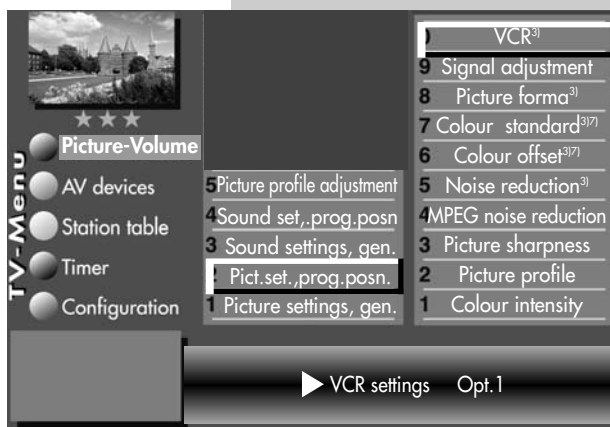 TV-Menu
Picture-Volume
AV devices
Station table
Timer
Configuration
5 Picture profile adjustment
4 Sound set,.prog.posn
3 Sound settings, gen.
2 Pict.set.,prog.posn.
1 Picture settings, gen.
0 VCR3)
9 Signal adjustment
8 Picture forma3)
7 Colour standard3)7)
6 Colour offset3)7)
5 Noise reduction3)
4 MPEG noise reduction
3 Picture sharpness
2 Picture profile
1 Colour intensity
VCR settings Opt.1